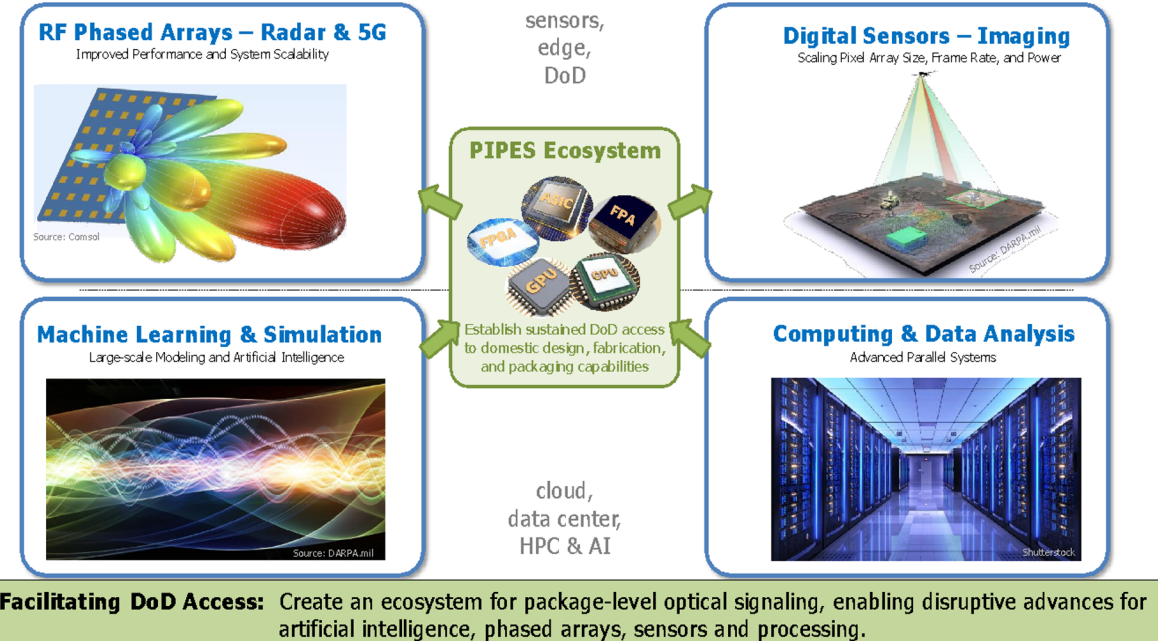 RF Phased Arrays – Radar & 5G
Improved Performance and System Scalability
Source: Comsol
sensors,
edge,
DoD
Digital Sensors – Imaging
Scaling Pixel Array Size, Frame Rate, and Power
Source: DARPA.mil
PIPES Ecosystem
ASIC
FPA
FPGA
GPU
CPU
Establish sustained DoD access
to domestic design, fabrication,
and packaging capabilities
Machine Learning & Simulation
Large-scale Modeling and Artificial Intelligence
Source: DARPA.mil
cloud,
data center,
HPC & AI
Computing & Data Analysis
Advanced Parallel Systems
Shutterstock
Facilitating DoD Access: Create an ecosystem for package-level optical signaling, enabling disruptive advances for
artificial intelligence, phased arrays, sensors and processing.